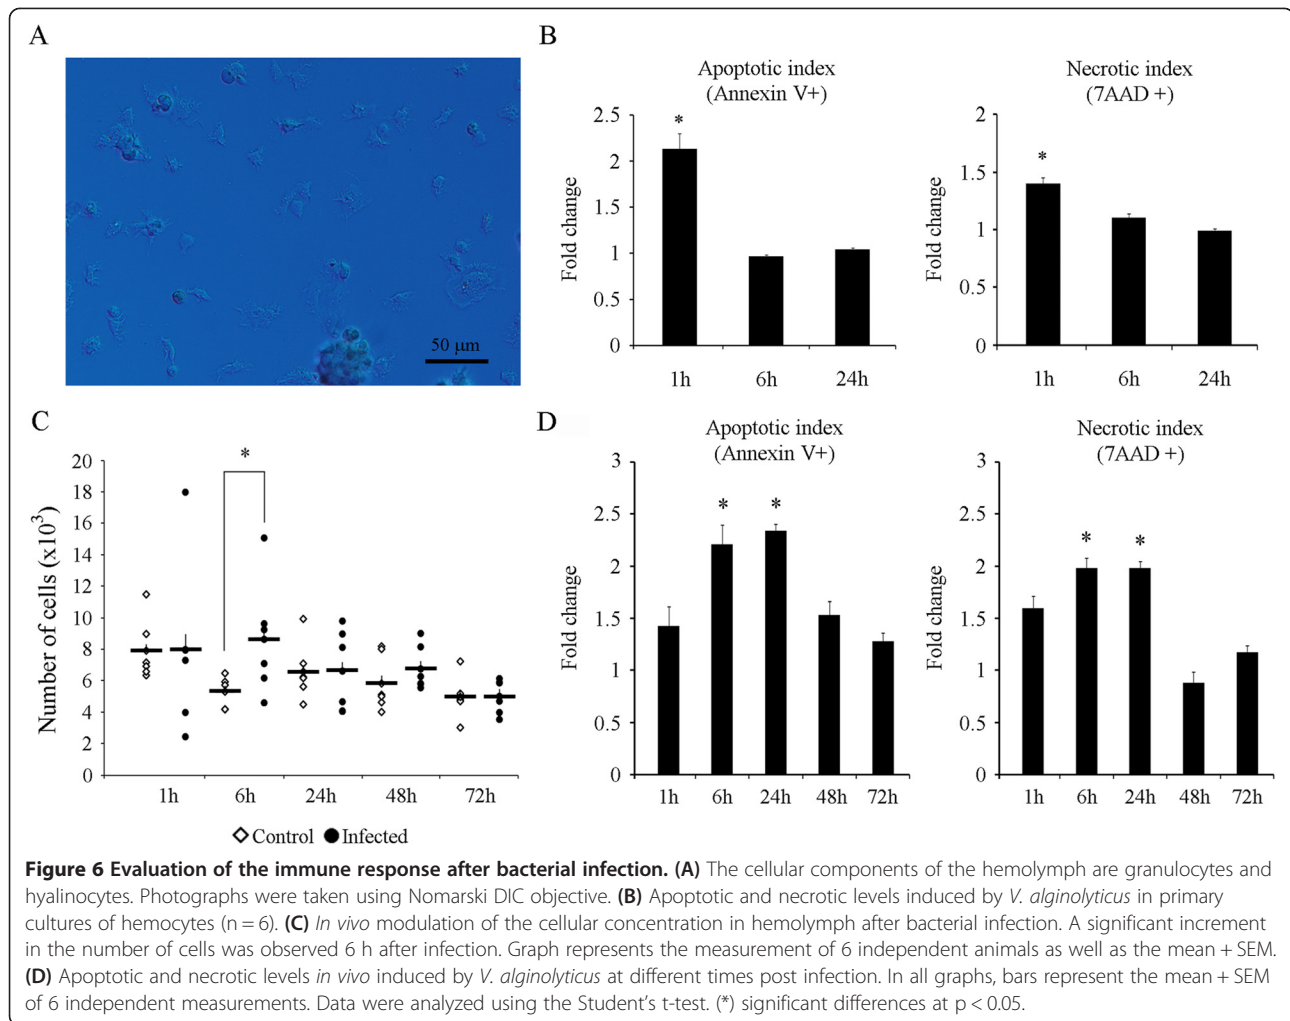 A
50 µm
B
Apoptotic index
(Annexin V+)
Fold change
2.5
2
1.5
1
0.5
0
*
1h 6h 24h
Necrotic index
(7AAD +)
Fold change
2
1.5
1
0.5
0
*
1h 6h 24h
C
Number of cells (x10³)
20
18
16
14
12
10
8
6
4
2
0
*
1h 6h 24h 48h 72h
◇ Control ● Infected
D
Apoptotic index
(Annexin V+)
Fold change
3
2.5
2
1.5
1
0.5
0
* *
1h 6h 24h 48h 72h
Necrotic index
(7AAD +)
Fold change
3
2.5
2
1.5
1
0.5
0
* *
1h 6h 24h 48h 72h
Figure 6 Evaluation of the immune response after bacterial infection. (A) The cellular components of the hemolymph are granulocytes and
hyalinocytes. Photographs were taken using Nomarski DIC objective. (B) Apoptotic and necrotic levels induced by V. alginolyticus in primary
cultures of hemocytes (n = 6). (C) In vivo modulation of the cellular concentration in hemolymph after bacterial infection. A significant increment
in the number of cells was observed 6 h after infection. Graph represents the measurement of 6 independent animals as well as the mean + SEM.
(D) Apoptotic and necrotic levels in vivo induced by V. alginolyticus at different times post infection. In all graphs, bars represent the mean + SEM
of 6 independent measurements. Data were analyzed using the Student's t-test. (*) significant differences at p < 0.05.